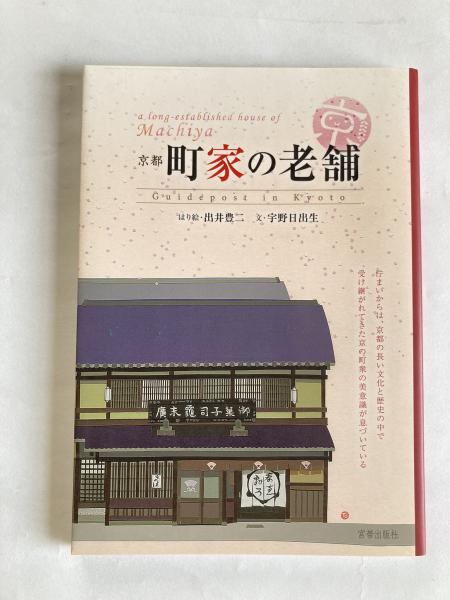 a long-established house of
Machiya
京
京都 町家の老舗
Guidepost in Kyoto
はり絵・出井豊二 文・宇野日出生
佇まいからは、京都の長い文化と歴史の中で
受け継がれてきた京の町衆の美意識が息づいている
御菓子司龜末廣
宮帯出版社